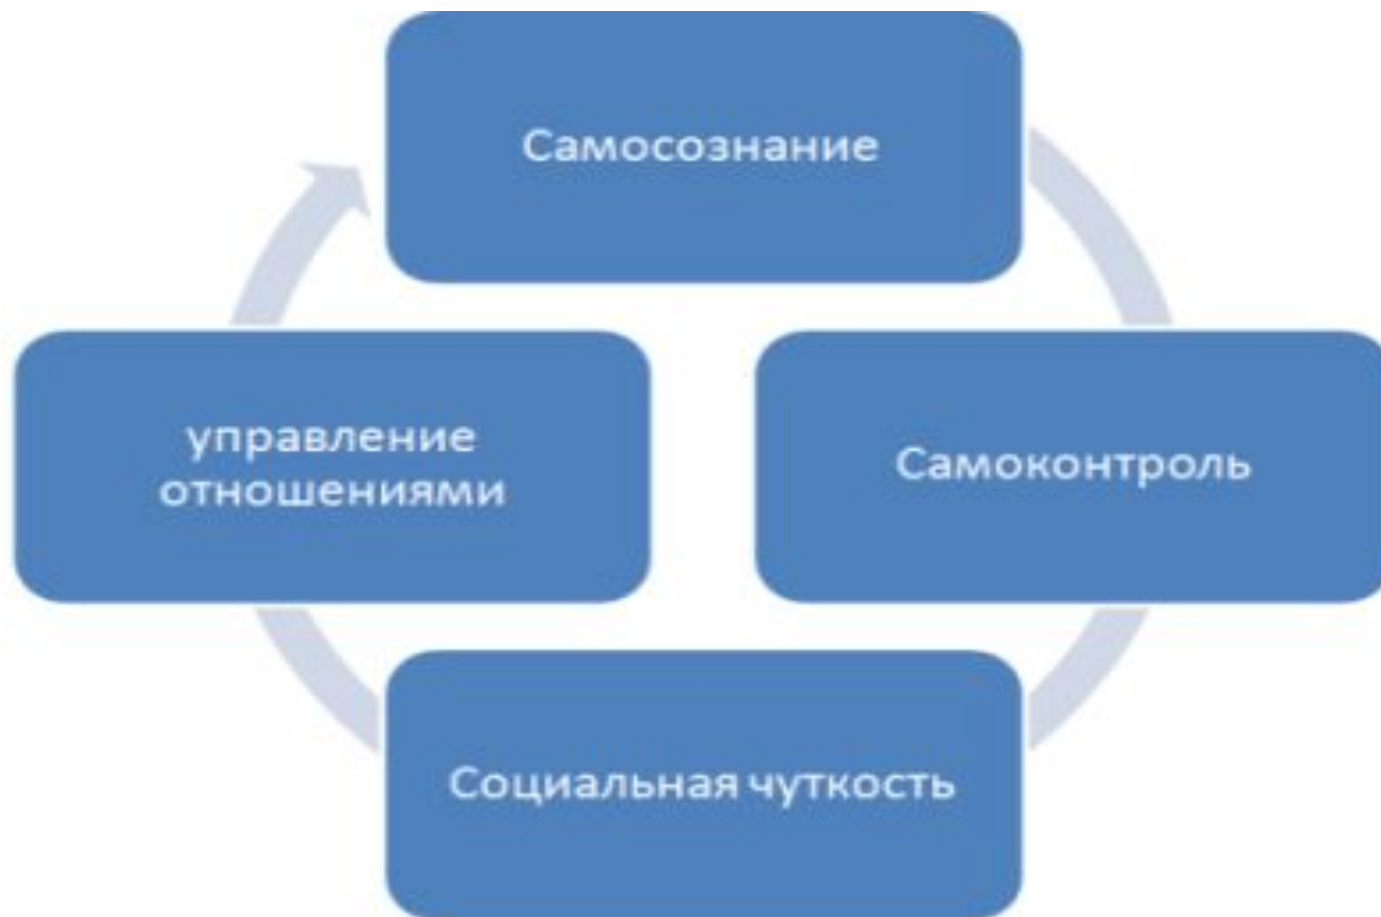 Самосознание
управление
отношениями
Самоконтроль
Социальная чуткость